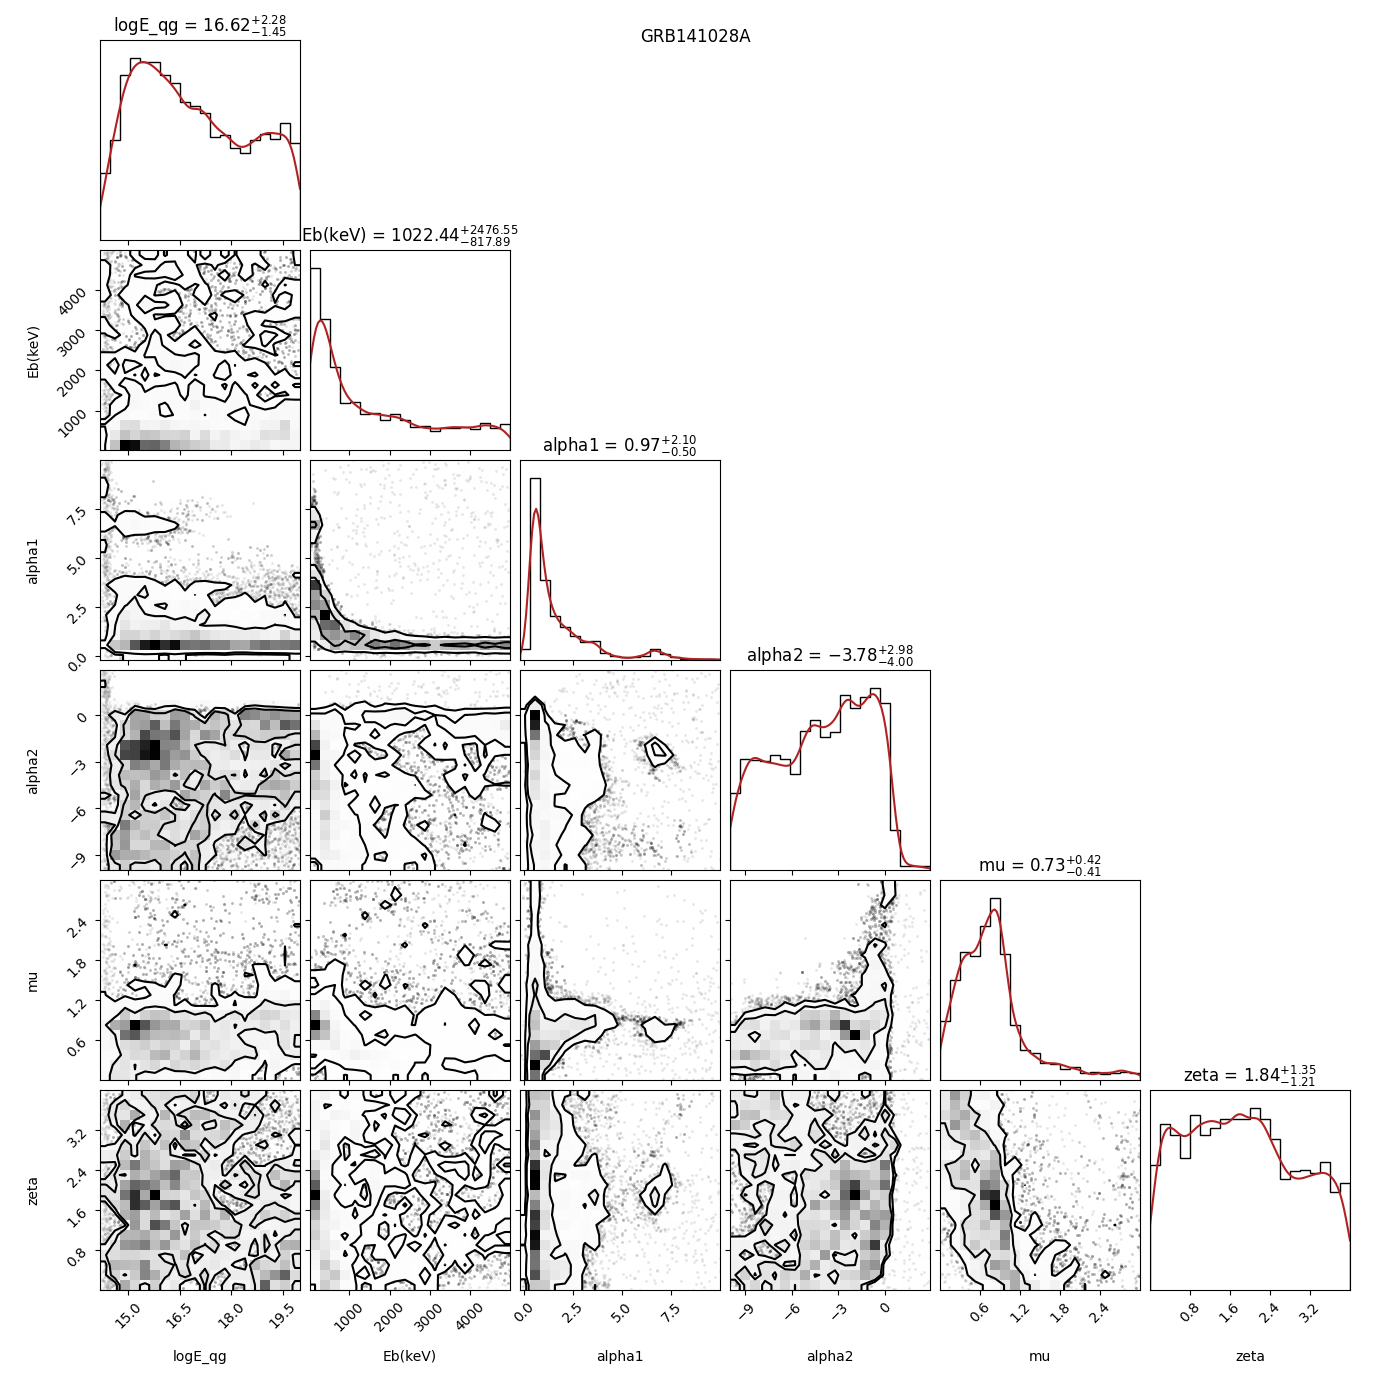 logE_qg = 16.62+2.28−1.45
GRB141028A
Eb(keV) = 1022.44+2476.55−817.89
Eb(keV)
4000
3000
2000
1000
alpha1 = 0.97+2.10−0.50
alpha1
7.5
5.0
2.5
0.0
alpha2 = −3.78+2.98−4.00
alpha2
0
−3
−6
−9
mu = 0.73+0.42−0.41
mu
2.4
1.8
1.2
0.6
zeta = 1.84+1.35−1.21
zeta
3.2
2.4
1.6
0.8
15.0 16.5 18.0 19.5 1000 2000 3000 4000 0.0 2.5 5.0 7.5 −9 −6 −3 0 0.6 1.2 1.8 2.4 0.8 1.6 2.4 3.2
logE_qg Eb(keV) alpha1 alpha2 mu zeta